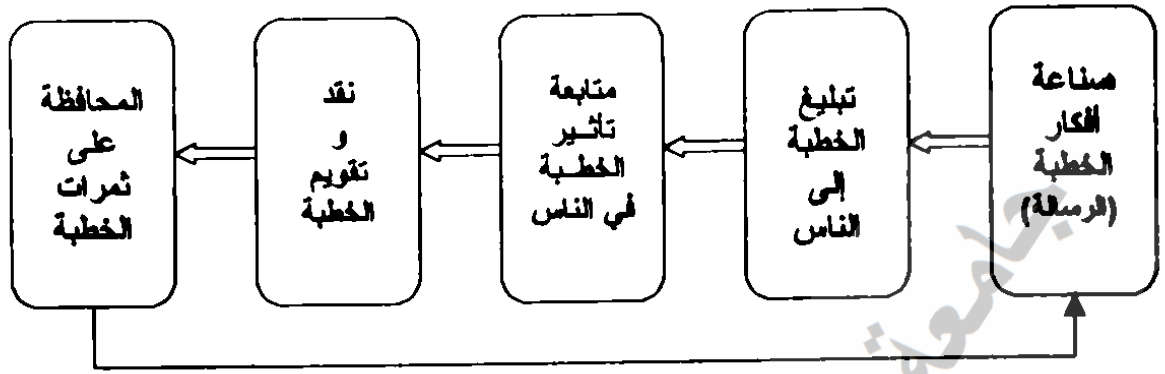 صناعة
أفكار
الخطبة
(الرسالة)
تبليغ
الخطبة
إلى
الناس
متابعة
تأثير
الخطبة
في الناس
نقد
و
تقويم
الخطبة
المحافظة
على
ثمرات
الخطبة
جامعة